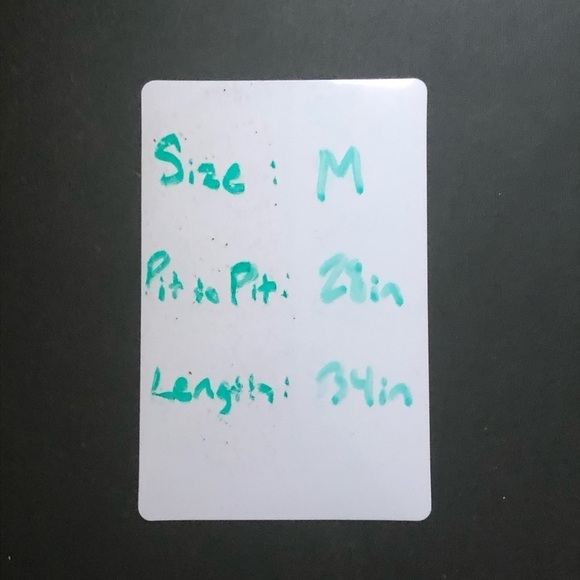 Size : M
Pit to Pit: 28in
Length: 34in